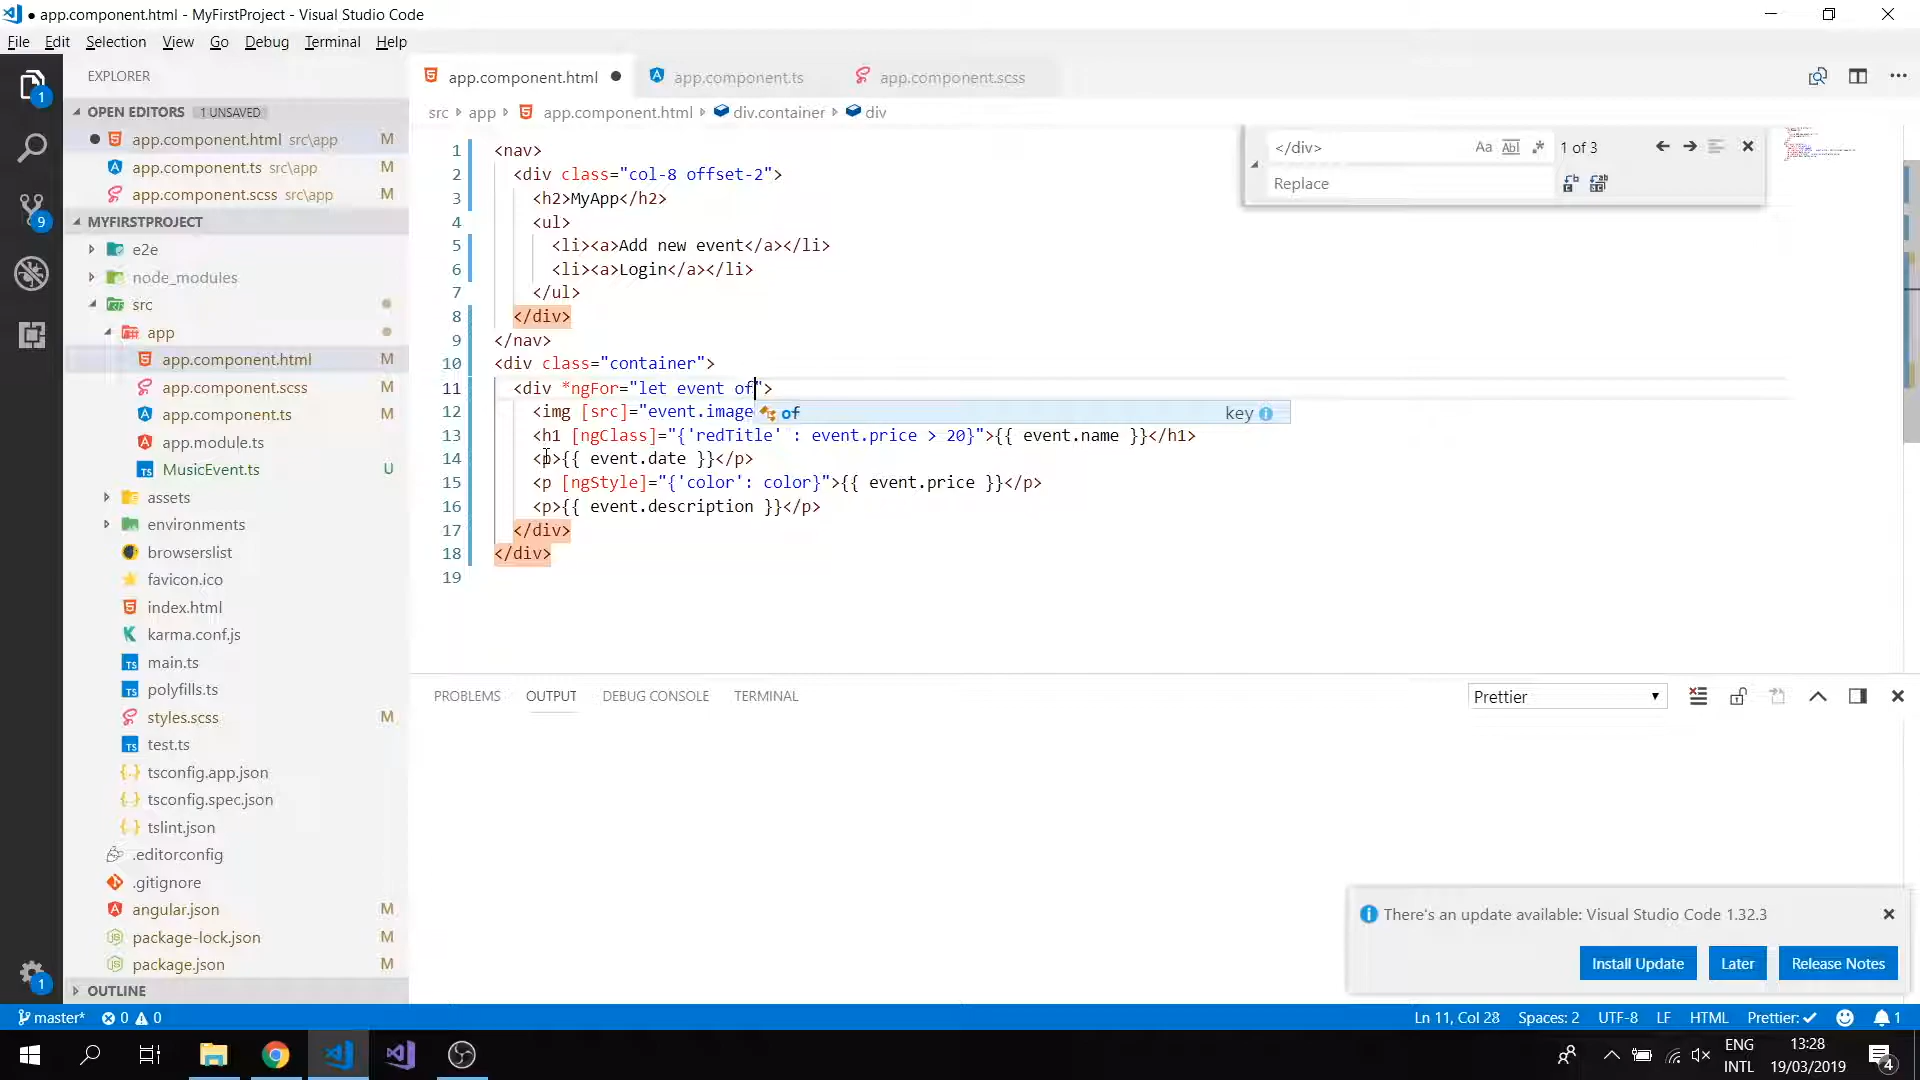 app.component.html - MyFirstProject - Visual Studio Code
File Edit Selection View Go Debug Terminal Help
EXPLORER
OPEN EDITORS 1 UNSAVED
app.component.html src\app M
app.component.ts src\app M
app.component.scss src\app M
MYFIRSTPROJECT
e2e
node_modules
src
app
app.component.html M
app.component.scss M
app.component.ts M
app.module.ts
MusicEvent.ts U
assets
environments
browserslist
favicon.ico
index.html
karma.conf.js
main.ts
polyfills.ts
styles.scss M
test.ts
tsconfig.app.json
tsconfig.spec.json
tslint.json
.editorconfig
.gitignore
angular.json M
package-lock.json M
package.json M
OUTLINE
1
9
1
app.component.html app.component.ts app.component.scss
src app app.component.html div.container div
1 <nav>
2 <div class="col-8 offset-2">
3 <h2>MyApp</h2>
4 <ul>
5 <li><a>Add new event</a></li>
6 <li><a>Login</a></li>
7 </ul>
8 </div>
9 </nav>
10 <div class="container">
11 <div *ngFor="let event of">
12 <img [src]="event.image
13 <h1 [ngClass]="{'redTitle' : event.price > 20}">{{ event.name }}</h1>
14 <p>{{ event.date }}</p>
15 <p [ngStyle]="{'color': color}">{{ event.price }}</p>
16 <p>{{ event.description }}</p>
17 </div>
18 </div>
19
of key
</div> Aa Abl .* 1 of 3
Replace
PROBLEMS OUTPUT DEBUG CONSOLE TERMINAL
Prettier
There's an update available: Visual Studio Code 1.32.3
Install Update Later Release Notes
master* 0 0
Ln 11, Col 28 Spaces: 2 UTF-8 LF HTML Prettier: 1
ENG
INTL
13:28
19/03/2019
4